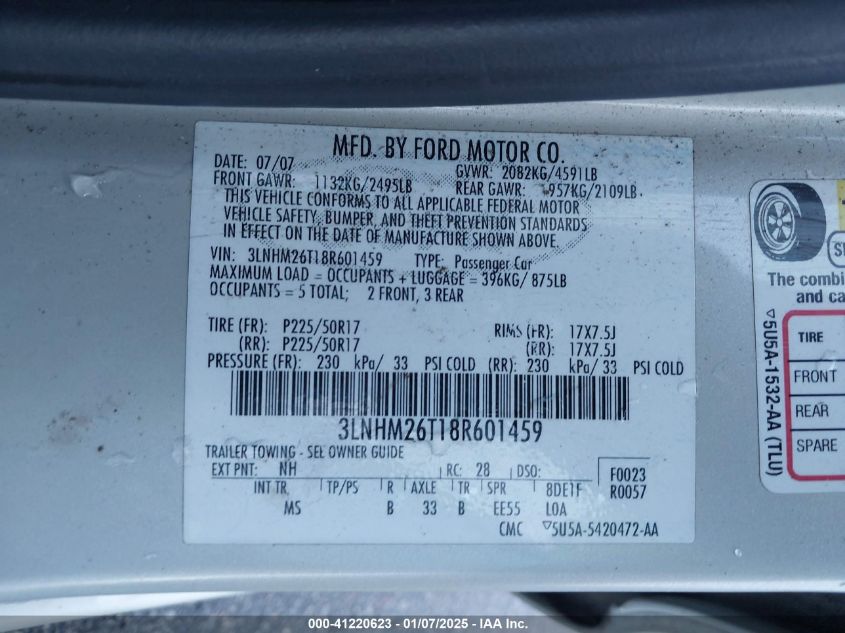 MFD. BY FORD MOTOR CO.
DATE: 07/07
GVWR: 2082KG/4591LB
FRONT GAWR: 1132KG/2495LB
REAR GAWR: 957KG/2109LB
THIS VEHICLE CONFORMS TO ALL APPLICABLE FEDERAL MOTOR
VEHICLE SAFETY, BUMPER, AND THEFT PREVENTION STANDARDS
IN EFFECT ON THE DATE OF MANUFACTURE SHOWN ABOVE.
VIN: 3LNHM26T18R601459 TYPE: Passenger Car
MAXIMUM LOAD = OCCUPANTS + LUGGAGE = 396KG/ 875LB
OCCUPANTS = 5 TOTAL; 2 FRONT, 3 REAR
TIRE (FR): P225/50R17 RIMS (FR): 17X7.5J
(RR): P225/50R17 (RR): 17X7.5J
PRESSURE (FR): 230 kPa/ 33 PSI COLD (RR): 230 kPa/ 33 PSI COLD
3LNHM26T18R601459
TRAILER TOWING - SEE OWNER GUIDE
EXT PNT: NH RC: 28 DSO: F0023
INT TR TP/PS R AXLE TR SPR 8DE1F R0057
MS B 33 B EE55 LOA
CMC ▽5U5A-5420472-AA
The combi
and ca
TIRE
FRONT
REAR
SPARE
▽5U5A-1532-AA (TLU)
000-41220623 - 01/07/2025 - IAA Inc.